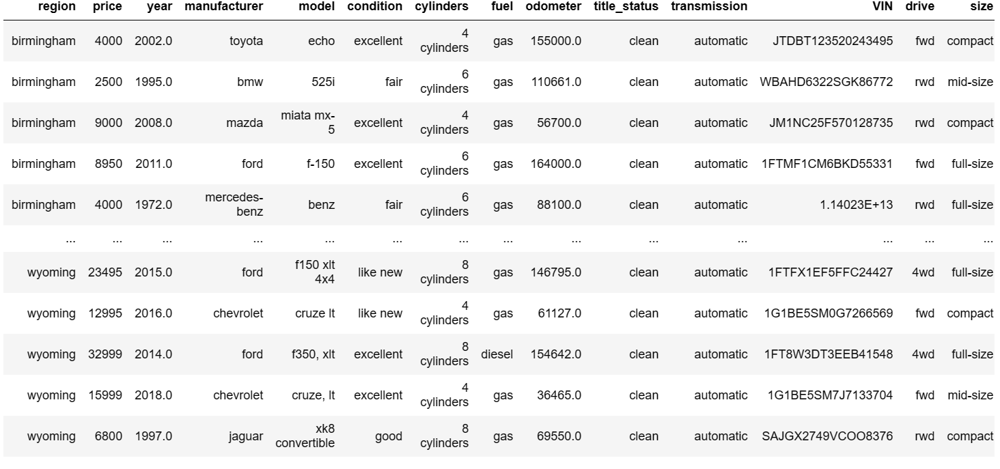 region price year manufacturer model condition cylinders fuel odometer title_status transmission VIN drive size
birmingham 4000 2002.0 toyota echo excellent 4 cylinders gas 155000.0 clean automatic JTDBT123520243495 fwd compact
birmingham 2500 1995.0 bmw 525i fair 6 cylinders gas 110661.0 clean automatic WBAHD6322SGK86772 rwd mid-size
birmingham 9000 2008.0 mazda miata mx-5 excellent 4 cylinders gas 56700.0 clean automatic JM1NC25F570128735 rwd compact
birmingham 8950 2011.0 ford f-150 excellent 6 cylinders gas 164000.0 clean automatic 1FTMF1CM6BKD55331 fwd full-size
birmingham 4000 1972.0 mercedes-benz benz fair 6 cylinders gas 88100.0 clean automatic 1.14023E+13 rwd full-size
... ... ... ... ... ... ... ... ... ... ... ... ... ...
wyoming 23495 2015.0 ford f150 xlt 4x4 like new 8 cylinders gas 146795.0 clean automatic 1FTFX1EF5FFC24427 4wd full-size
wyoming 12995 2016.0 chevrolet cruze lt like new 4 cylinders gas 61127.0 clean automatic 1G1BE5SM0G7266569 fwd compact
wyoming 32999 2014.0 ford f350, xlt excellent 8 cylinders diesel 154642.0 clean automatic 1FT8W3DT3EEB41548 4wd full-size
wyoming 15999 2018.0 chevrolet cruze, lt excellent 4 cylinders gas 36465.0 clean automatic 1G1BE5SM7J7133704 fwd mid-size
wyoming 6800 1997.0 jaguar xk8 convertible good 8 cylinders gas 69550.0 clean automatic SAJGX2749VCOO8376 rwd compact